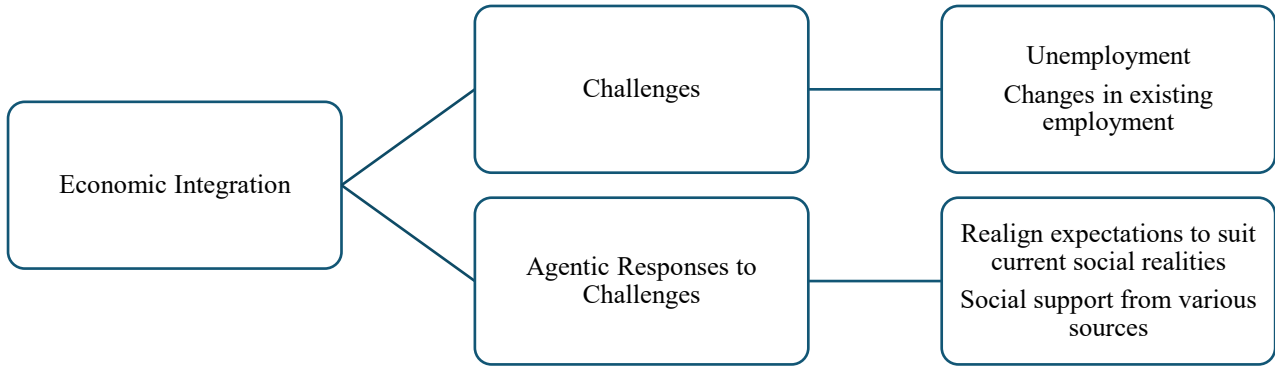 Economic Integration
Challenges
Unemployment
Changes in existing
employment
Agentic Responses to
Challenges
Realign expectations to suit
current social realities
Social support from various
sources